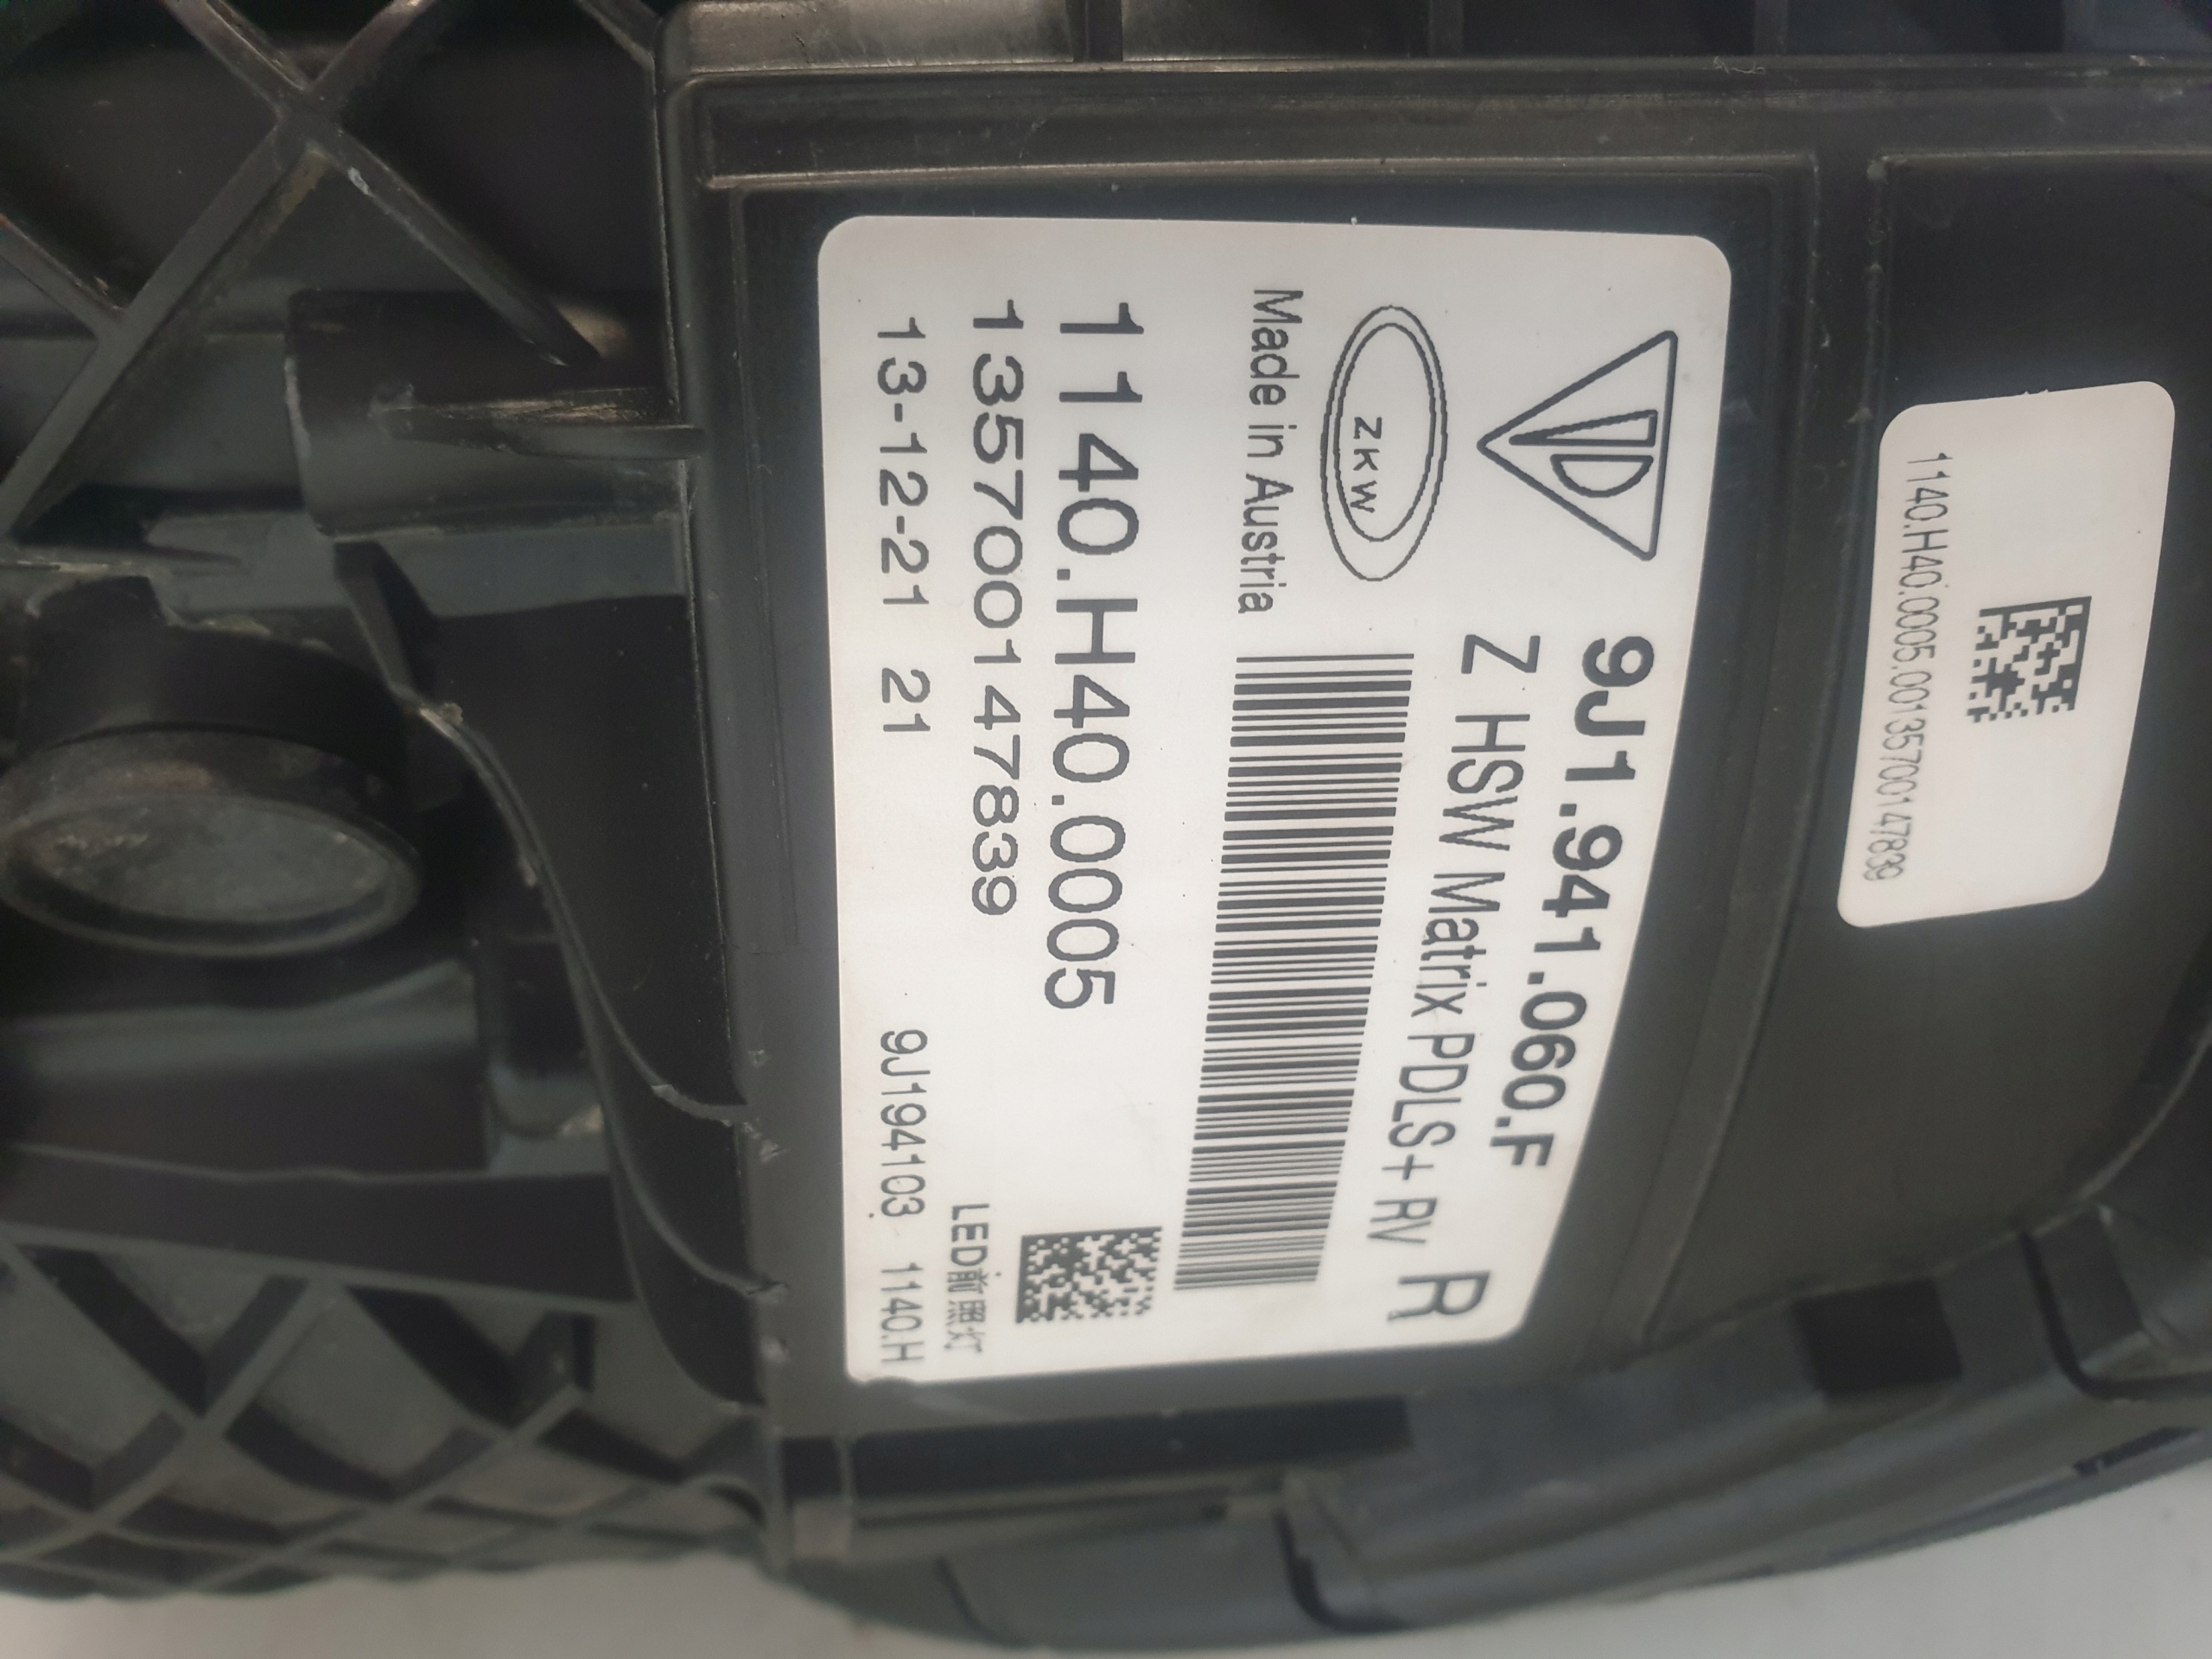 9J1.941.060.F
Z HSW Matrix PDLS+ RV R
ZKW
Made in Austria
1140.H40.0005
135700147839
LED前照灯
13-12-21 21 9J194103 1140.H
1140.H40.0005.00135700147839